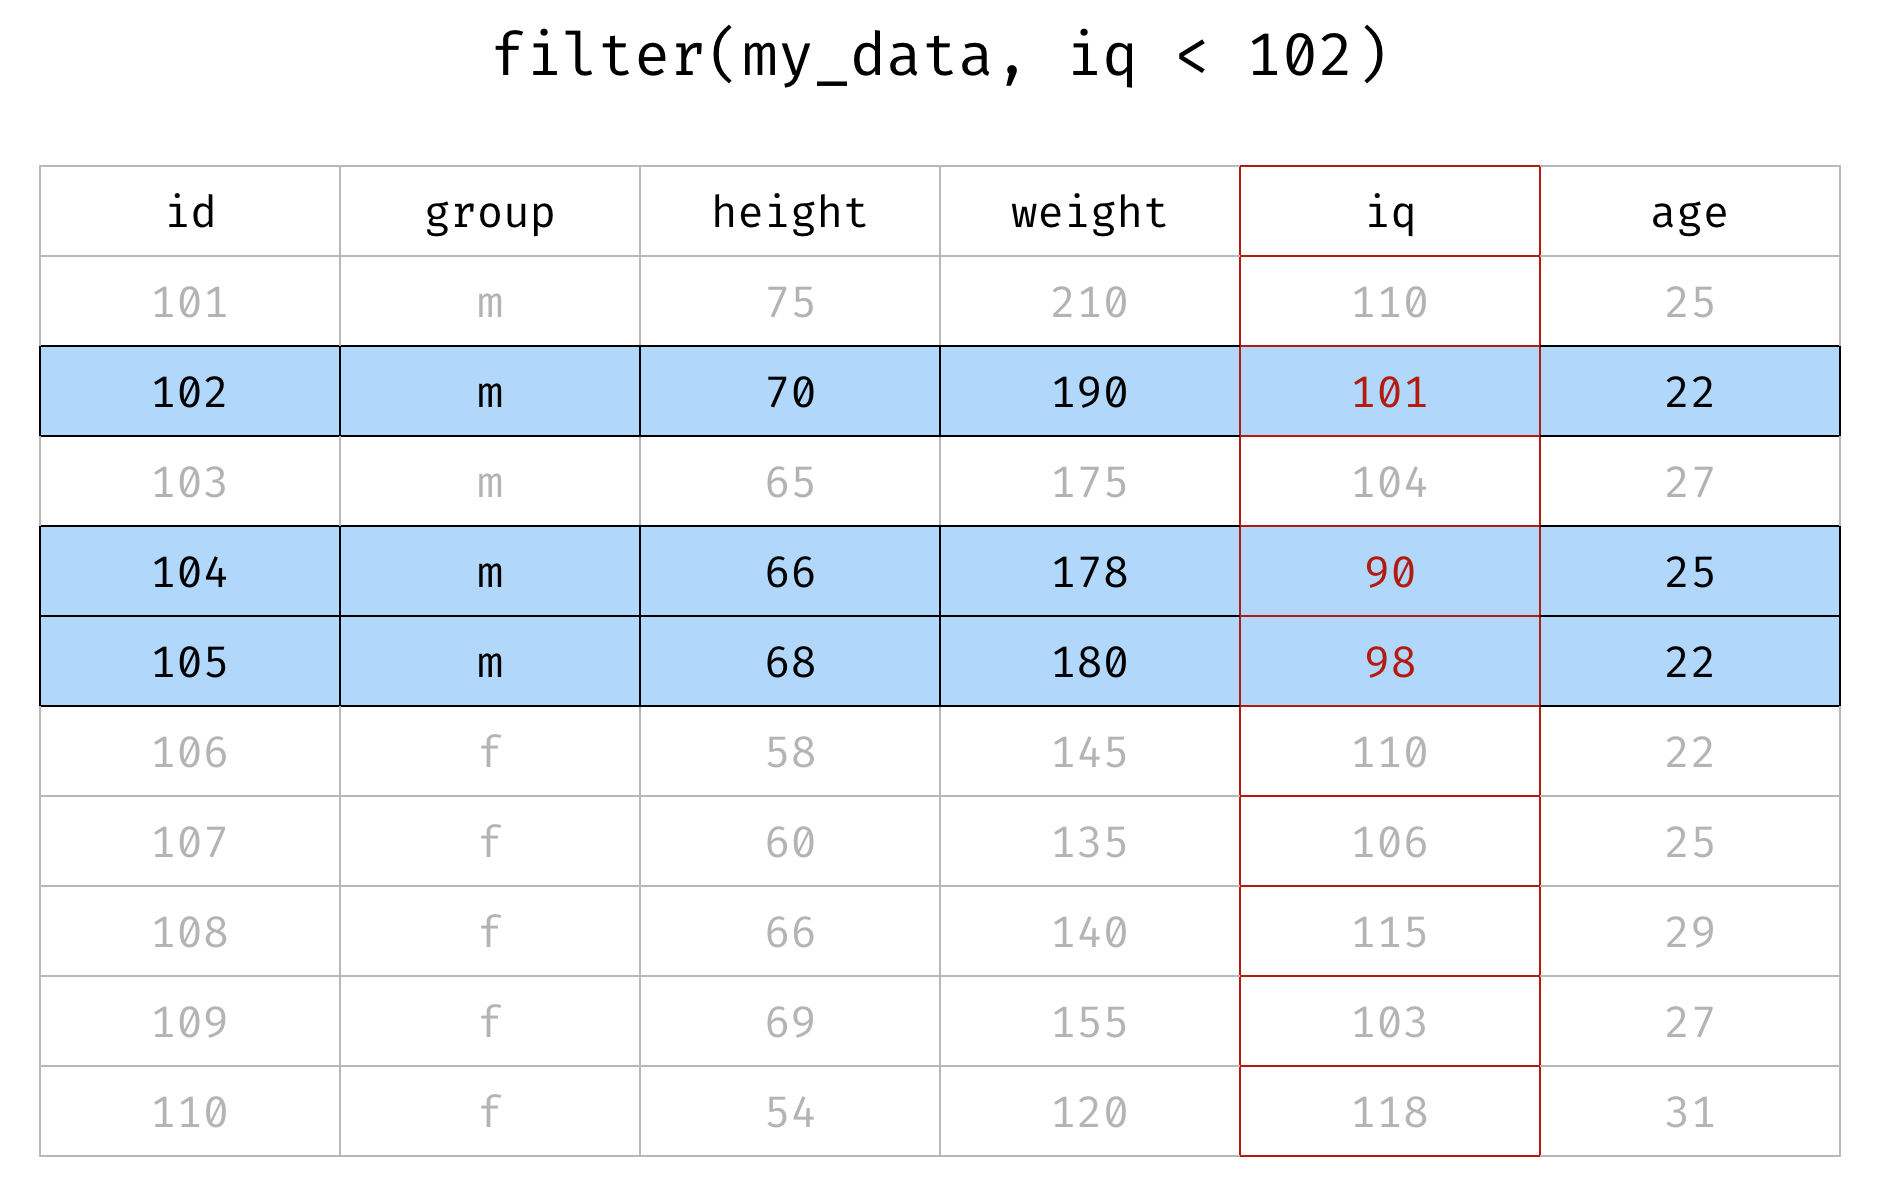 filter(my_data, iq < 102)
id group height weight iq age
101 m 75 210 110 25
102 m 70 190 101 22
103 m 65 175 104 27
104 m 66 178 90 25
105 m 68 180 98 22
106 f 58 145 110 22
107 f 60 135 106 25
108 f 66 140 115 29
109 f 69 155 103 27
110 f 54 120 118 31